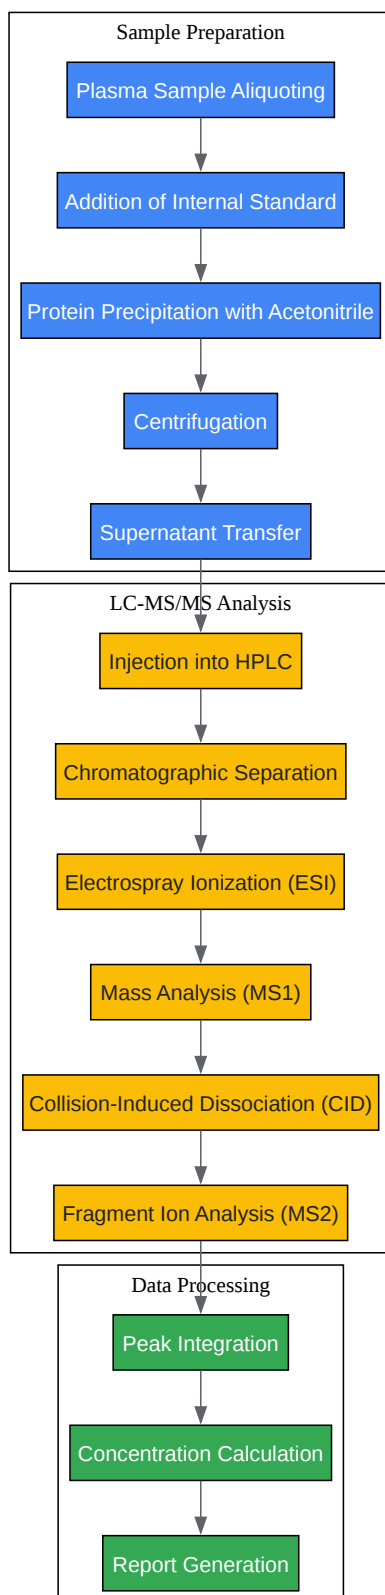 Sample Preparation
Plasma Sample Aliquoting
Addition of Internal Standard
Protein Precipitation with Acetonitrile
Centrifugation
Supernatant Transfer
LC-MS/MS Analysis
Injection into HPLC
Chromatographic Separation
Electrospray Ionization (ESI)
Mass Analysis (MS1)
Collision-Induced Dissociation (CID)
Fragment Ion Analysis (MS2)
Data Processing
Peak Integration
Concentration Calculation
Report Generation